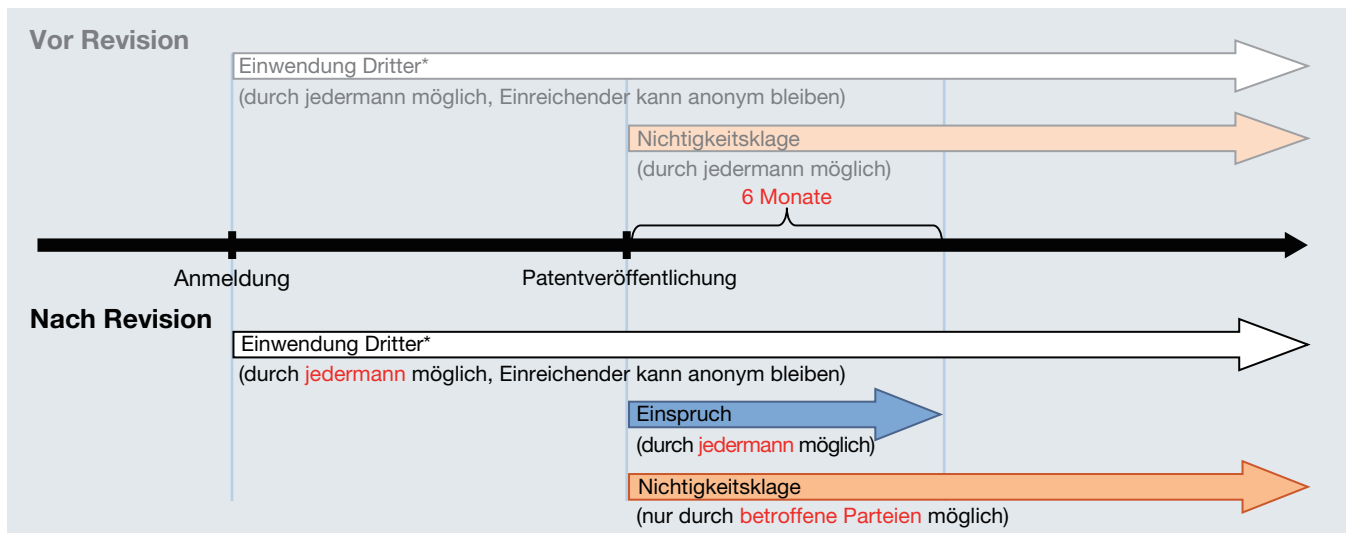 Vor Revision
Einwendung Dritter*
(durch jedermann möglich, Einreichender kann anonym bleiben)
Nichtigkeitsklage
(durch jedermann möglich)
6 Monate
Anmeldung
Patentveröffentlichung
Nach Revision
Einwendung Dritter*
(durch jedermann möglich, Einreichender kann anonym bleiben)
Einspruch
(durch jedermann möglich)
Nichtigkeitsklage
(nur durch betroffene Parteien möglich)